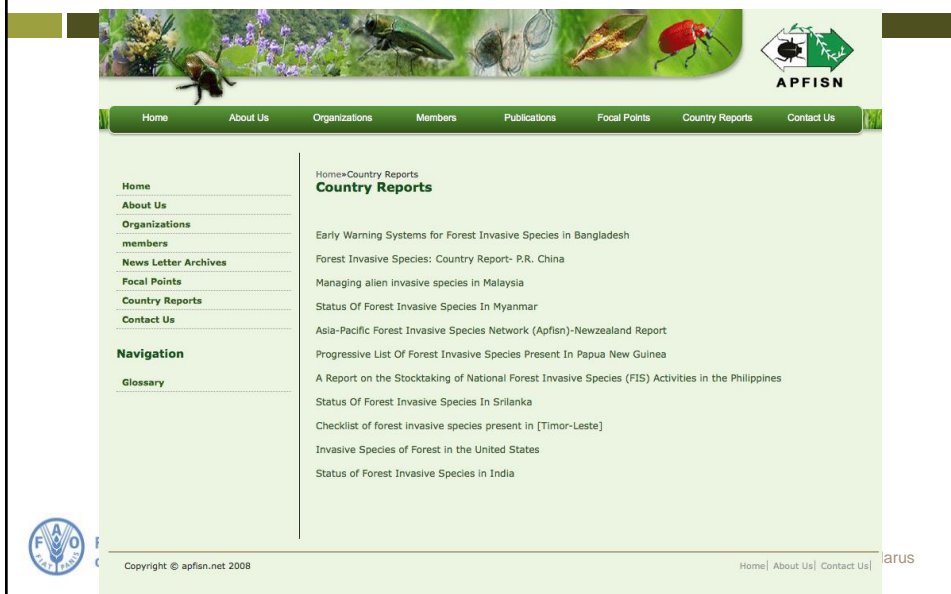 APFISN
Home About Us Organizations Members Publications Focal Points Country Reports Contact Us
Home
About Us
Organizations
members
News Letter Archives
Focal Points
Country Reports
Contact Us
Navigation
Glossary
Home»Country Reports
Country Reports
Early Warning Systems for Forest Invasive Species in Bangladesh
Forest Invasive Species: Country Report- P.R. China
Managing alien invasive species in Malaysia
Status Of Forest Invasive Species In Myanmar
Asia-Pacific Forest Invasive Species Network (Apfisn)-Newzealand Report
Progressive List Of Forest Invasive Species Present In Papua New Guinea
A Report on the Stocktaking of National Forest Invasive Species (FIS) Activities in the Philippines
Status Of Forest Invasive Species In Srilanka
Checklist of forest invasive species present in [Timor-Leste]
Invasive Species of Forest in the United States
Status of Forest Invasive Species in India
FAO
FIAT PANIS
larus
Copyright © apfisn.net 2008
Home| About Us| Contact Us|